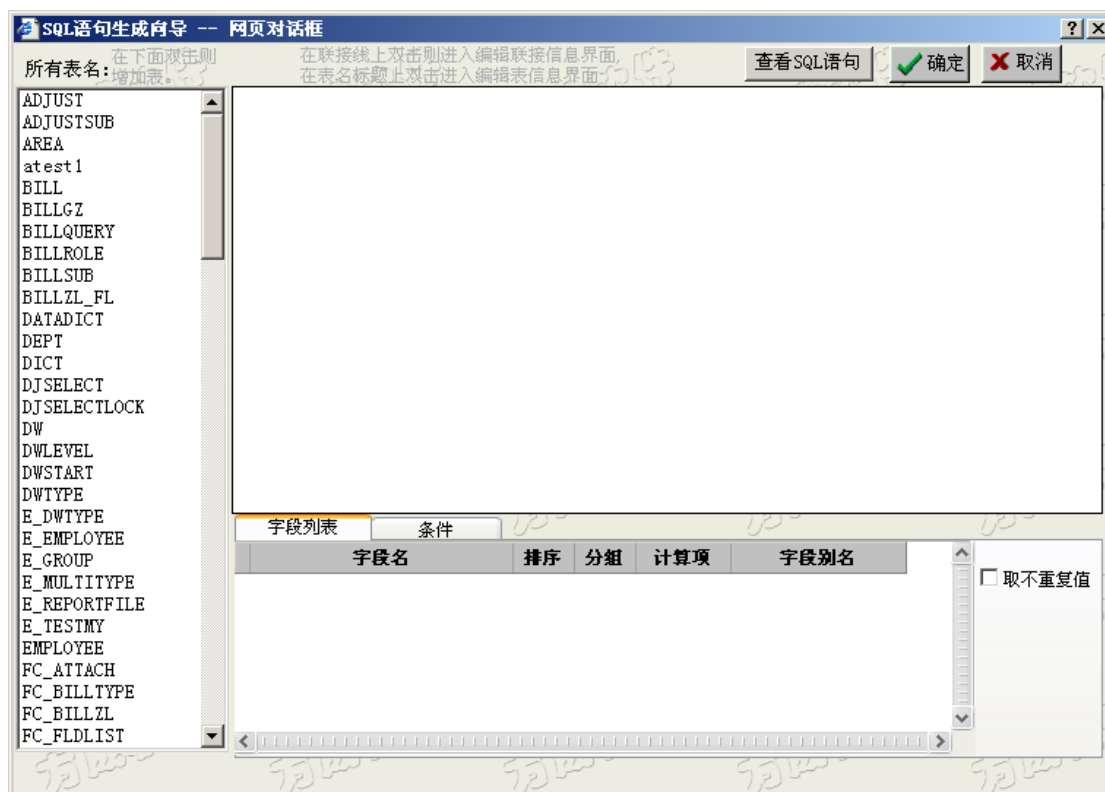 SQL语句生成向导 -- 网页对话框
所有表名:
在下面双击则
增加表。
在联接线上双击则进入编辑联接信息界面,
在表名标题上双击进入编辑表信息界面
查看SQL语句
确定
取消
ADJUST
ADJUSTSUB
AREA
atest1
BILL
BILLGZ
BILLQUERY
BILLROLE
BILLSUB
BILLZL_FL
DATADICT
DEPT
DICT
DJSELECT
DJSELECTLOCK
DW
DWLEVEL
DWSTART
DWTYPE
E_DWTYPE
E_EMPLOYEE
E_GROUP
E_MULTITYPE
E_REPORTFILE
E_TESTMY
EMPLOYEE
FC_ATTACH
FC_BILLTYPE
FC_BILLZL
FC_FLDLIST
字段列表
条件
字段名 排序 分组 计算项 字段别名
取不重复值